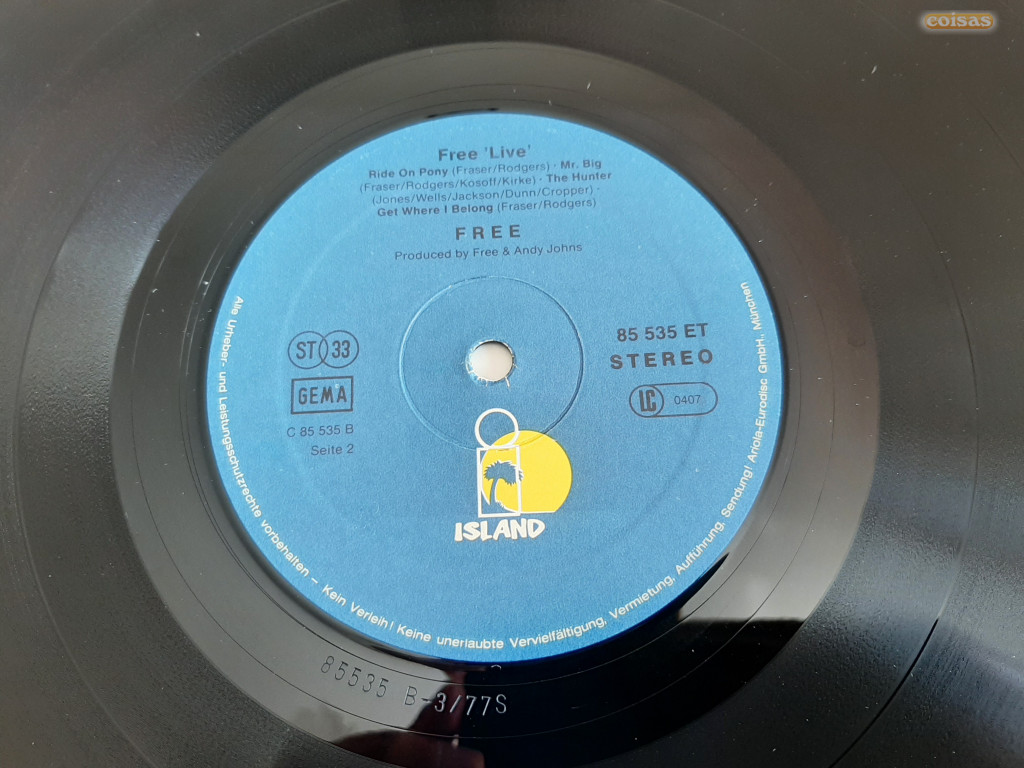 coisas
Free 'Live'
Ride On Pony (Fraser/Rodgers) · Mr. Big
(Fraser/Rodgers/Kosoff/Kirke) · The Hunter
(Jones/Wells/Jackson/Dunn/Cropper) ·
Get Where I Belong (Fraser/Rodgers)
FREE
Produced by Free & Andy Johns
ST 33
GEMA
C 85 535 B
Seite 2
85 535 ET
STEREO
LC 0407
ISLAND
Alle Urheber- und Leistungsschutzrechte vorbehalten – Kein Verleih! Keine unerlaubte Vervielfältigung, Vermietung, Aufführung, Sendung! Ariola-Eurodisc GmbH., München
85535 B-3/77S